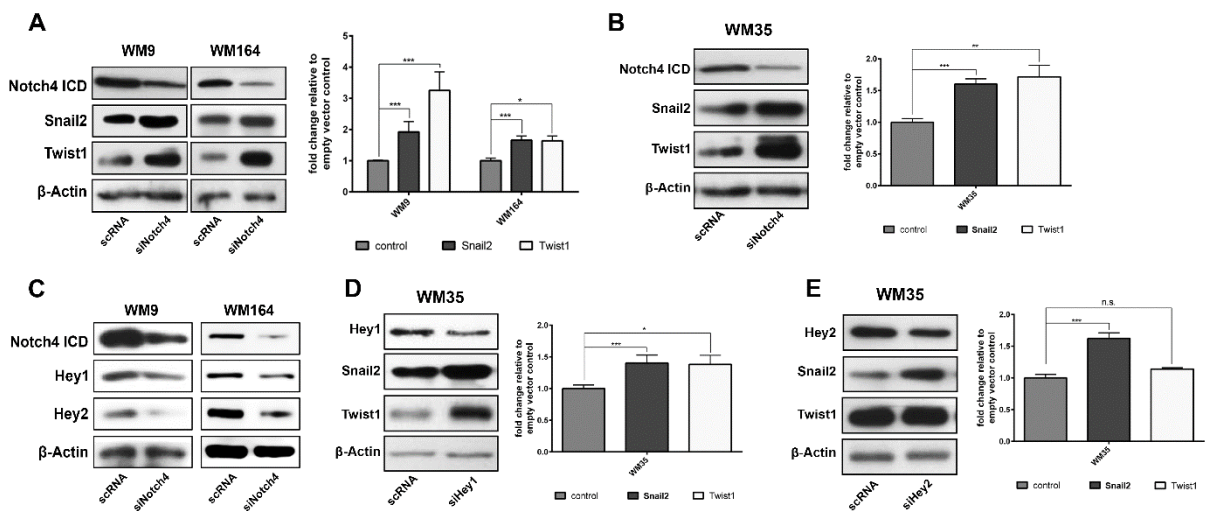 A
WM9 WM164
Notch4 ICD
Snail2
Twist1
β-Actin
scRNA siNotch4 scRNA siNotch4
fold change relative to
empty vector control
5
4
3
2
1
0
*** *** *** *
WM9 WM164
control Snail2 Twist1
B
WM35
Notch4 ICD
Snail2
Twist1
β-Actin
scRNA siNotch4
fold change relative to
empty vector control
2.0
1.5
1.0
0.5
0.0
**
***
WM35
control Snail2 Twist1
C
WM9 WM164
Notch4 ICD
Hey1
Hey2
β-Actin
scRNA siNotch4 scRNA siNotch4
D
WM35
Hey1
Snail2
Twist1
β-Actin
scRNA siHey1
fold change relative to
empty vector control
2.0
1.5
1.0
0.5
0.0
*
***
WM35
control Snail2 Twist1
E
WM35
Hey2
Snail2
Twist1
β-Actin
scRNA siHey2
fold change relative to
empty vector control
2.0
1.5
1.0
0.5
0.0
n.s.
***
WM35
control Snail2 Twist1